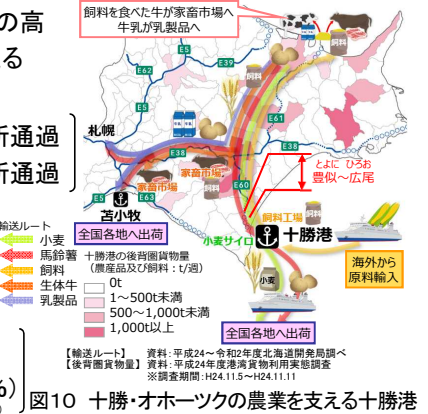 の高
える
所通過
所通過
飼料を食べた牛が家畜市場へ
牛乳が乳製品へ
飼料
E5
E39
E62
E5
飼料
E61
札幌
E38
家畜市場
家畜市場
E60
E5
E63
苫小牧
全国各地へ出荷
とよに ひろお
豊似～広尾
飼料工場
小麦サイロ
十勝港
海外から
原料輸入
小麦
全国各地へ出荷
輸送ルート
小麦
馬鈴薯
飼料
生体牛
乳製品
十勝港の後背圏貨物量
（農産品及び飼料：t/週）
0t
1～500t未満
500～1,000t未満
1,000t以上
【輸送ルート】 資料：平成24～令和2年度北海道開発局調べ
【後背圏貨物量】 資料：平成24年度港湾貨物利用実態調査
※調査期間：H24.11.5～H24.11.11
%)
図10 十勝・オホーツクの農業を支える十勝港